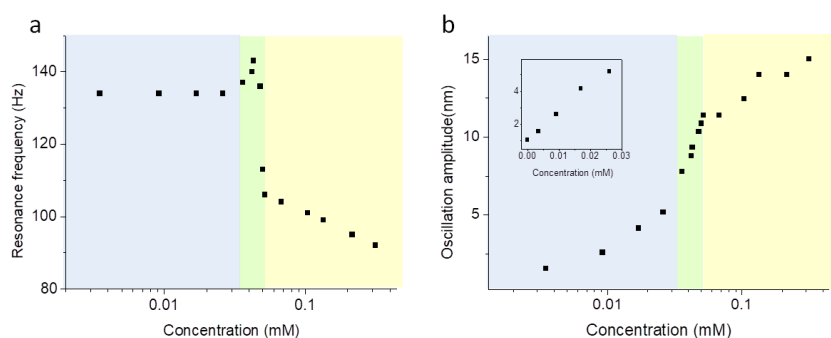 a
140
120
100
80
0.01
0.1
Resonance frequency (Hz)
Concentration (mM)
b
15
10
5
0.01
0.1
Oscillation amplitude(nm)
Concentration (mM)
4
2
0.00
0.01
0.02
0.03
Concentration (mM)